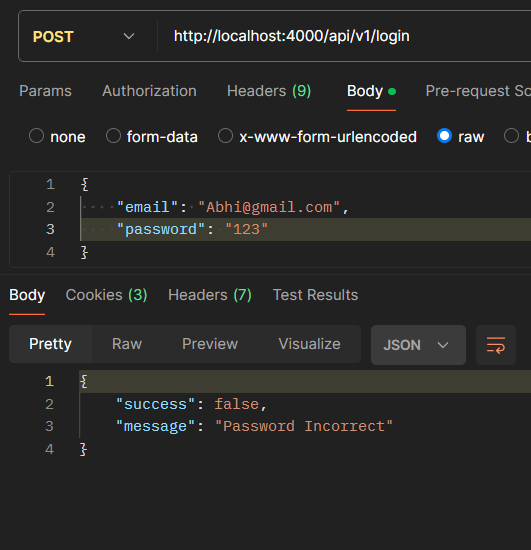 POST http://localhost:4000/api/v1/login
Params Authorization Headers (9) Body Pre-request Sc
none form-data x-www-form-urlencoded raw b
1 {
2 "email": "Abhi@gmail.com",
3 "password": "123"
4 }
Body Cookies (3) Headers (7) Test Results
Pretty Raw Preview Visualize JSON
1 {
2 "success": false,
3 "message": "Password Incorrect"
4 }